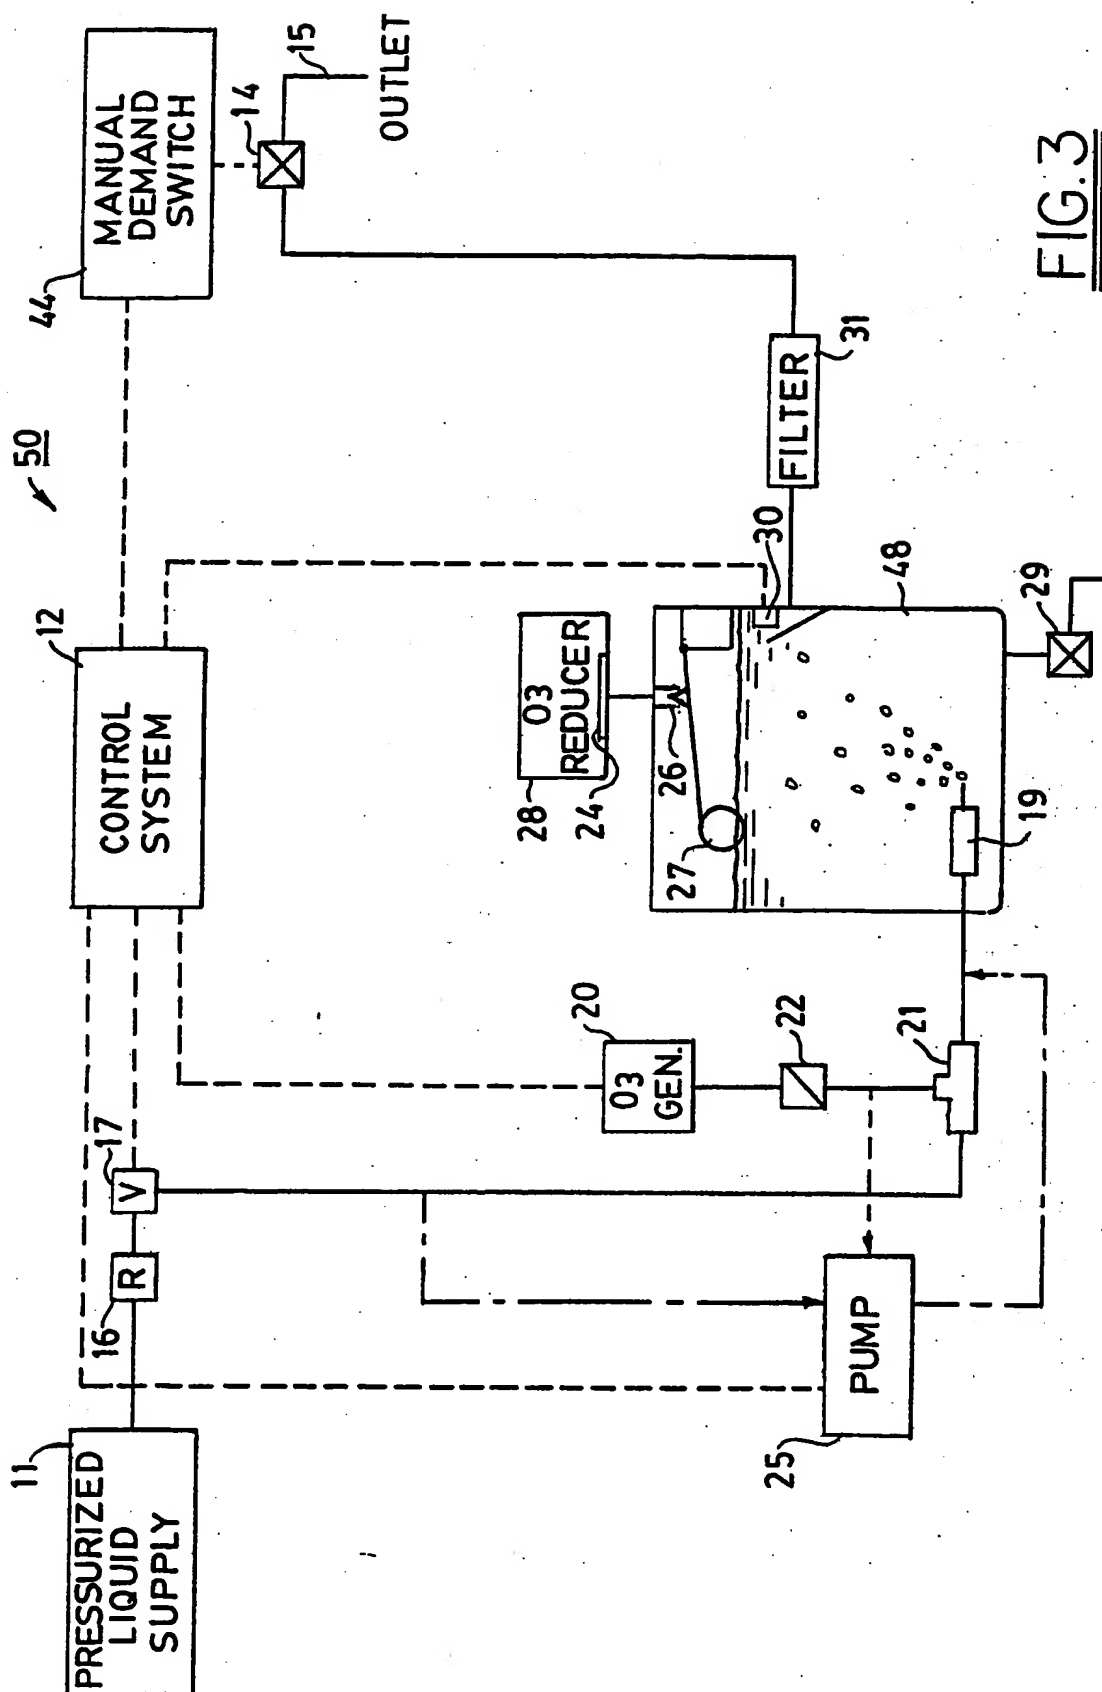 50
11
PRESSURIZED
LIQUID
SUPPLY
16
R
17
V
12
CONTROL
SYSTEM
44
MANUAL
DEMAND
SWITCH
14
15
OUTLET
20
O3
GEN.
22
21
25
PUMP
28
O3
REDUCER
24
26
27
19
30
48
29
FILTER
31
FIG.3